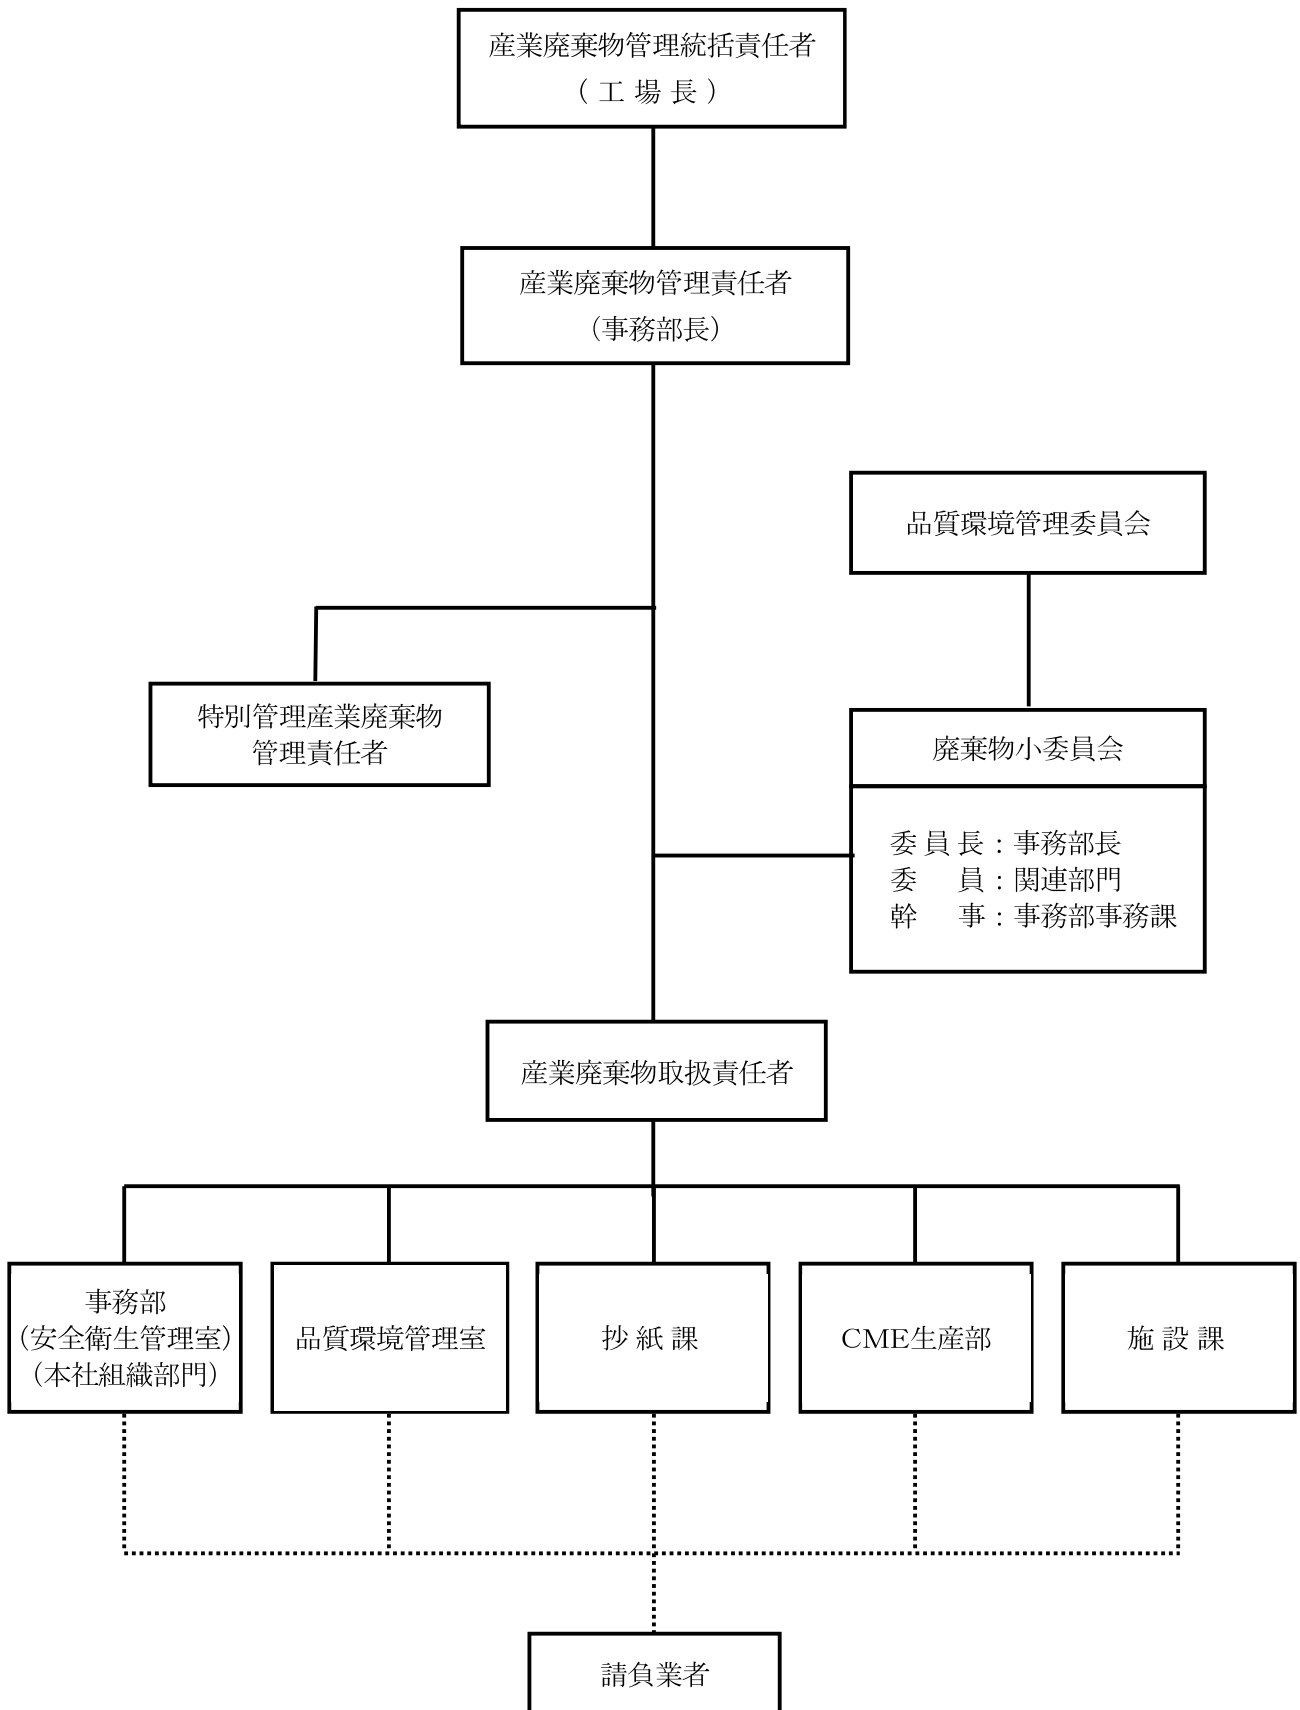 産業廃棄物管理統括責任者
（工場長）
産業廃棄物管理責任者
（事務部長）
品質環境管理委員会
特別管理産業廃棄物
管理責任者
廃棄物小委員会
委員長：事務部長
委　員：関連部門
幹　事：事務部事務課
産業廃棄物取扱責任者
事務部
（安全衛生管理室）
（本社組織部門）
品質環境管理室
抄紙課
CME生産部
施設課
請負業者